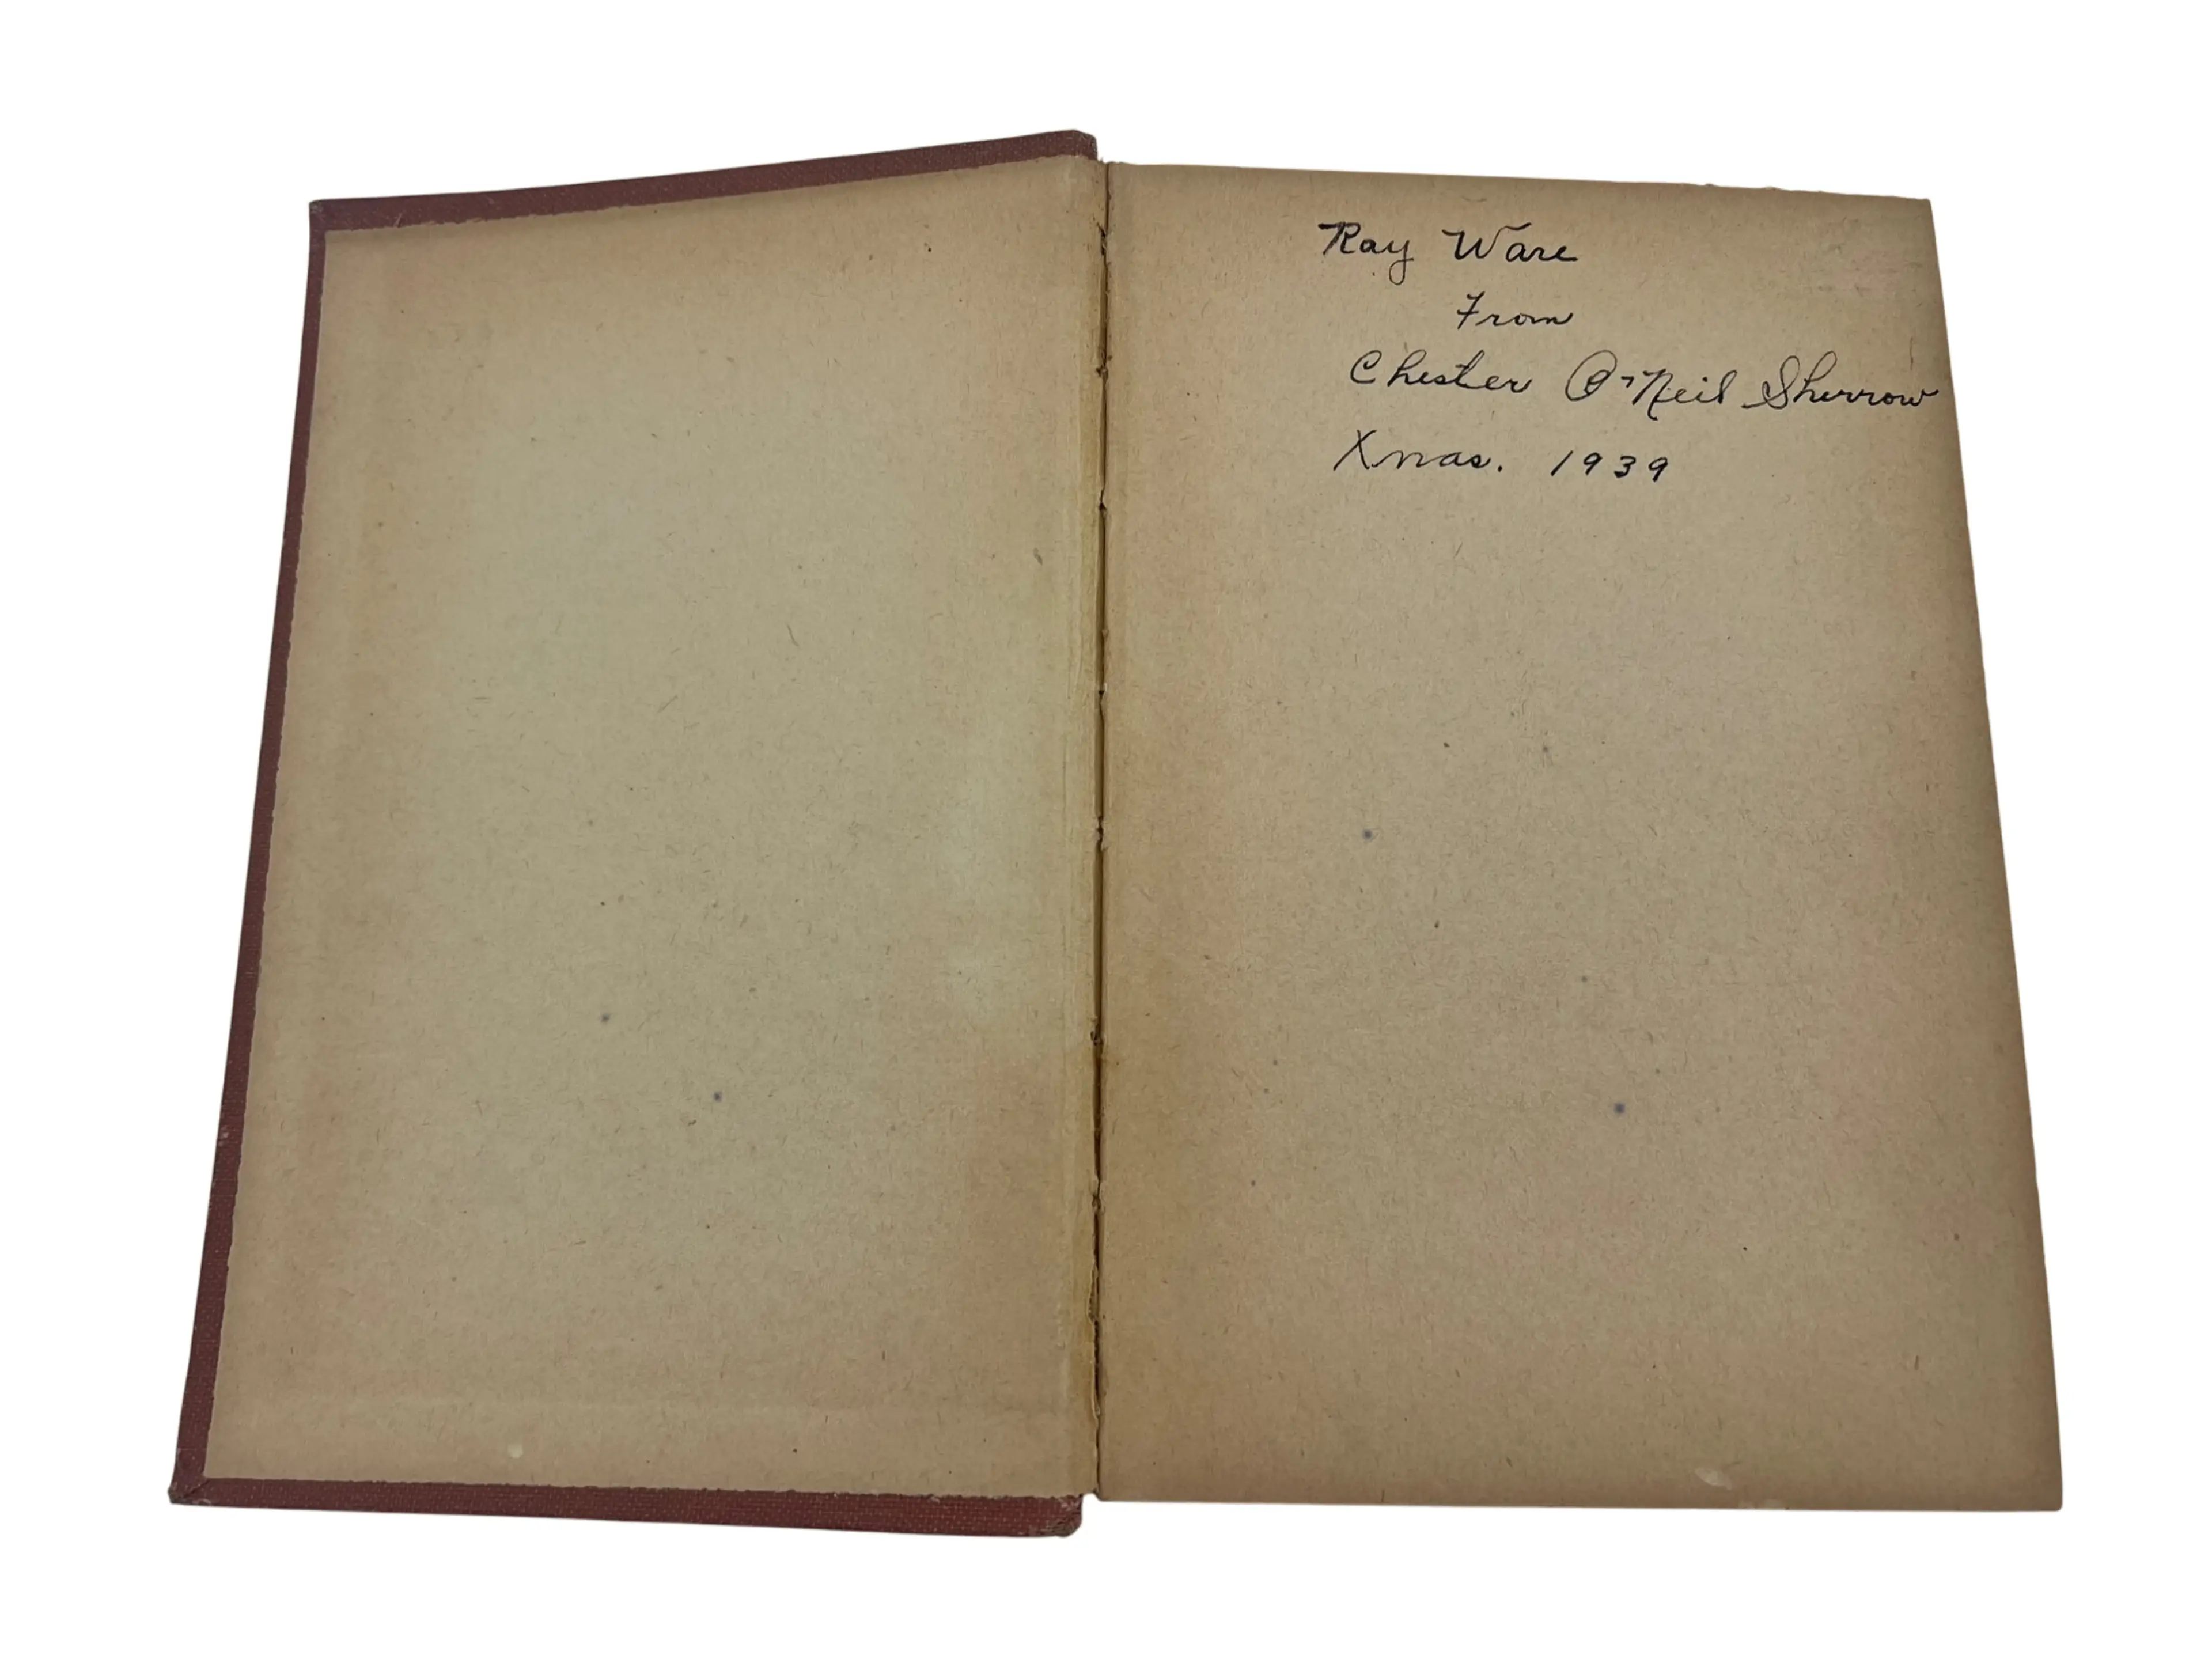 Ray Ware
From
Chester O'Neil Sherrow
Xmas. 1939